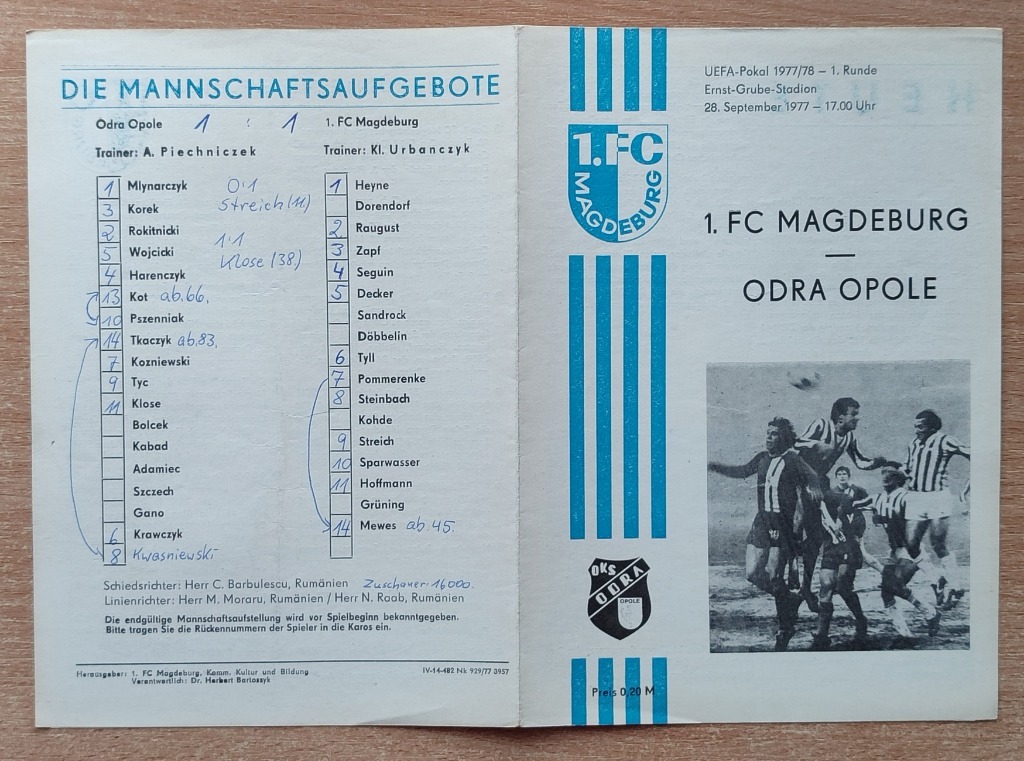 DIE MANNSCHAFTSAUFGEBOTE
Odra Opole 1 : 1 1. FC Magdeburg
Trainer: A. Piechniczek
Trainer: Kl. Urbanczyk
1 Mlynarczyk
3 Korek
2 Rokitnicki
5 Wojcicki
4 Harenczyk
13 Kot ab 66.
10 Pszenniak
14 Tkaczyk ab 83.
7 Kozniewski
9 Tyc
11 Klose
Bolcek
Kabad
Adamiec
Szczech
Gano
6 Krawczyk
8 Kwasniewski
0:1
Streich (11.)
1:1
Klose (38.)
1 Heyne
Dorendorf
2 Raugust
3 Zapf
4 Seguin
5 Decker
Sandrock
Döbbelin
6 Tyll
7 Pommerenke
8 Steinbach
Kohde
9 Streich
10 Sparwasser
11 Hoffmann
Grüning
14 Mewes ab 45.
Schiedsrichter: Herr C. Barbulescu, Rumänien Zuschauer 16000.
Linienrichter: Herr M. Moraru, Rumänien / Herr N. Raab, Rumänien
Die endgültige Mannschaftsaufstellung wird vor Spielbeginn bekanntgegeben.
Bitte tragen Sie die Rückennummer der Spieler in die Karos ein.
Herausgeber: 1. FC Magdeburg, Komm. Kultur und Bildung
Verantwortlich: Dr. Herbert Bartoszyk
IV-14-482 Nk 929/77 3957
UEFA-Pokal 1977/78 – 1. Runde
Ernst-Grube-Stadion
28. September 1977 – 17.00 Uhr
1. FC
MAGDEBURG
1. FC MAGDEBURG
—
ODRA OPOLE
OKS
ODRA
OPOLE
Preis 0,20 M